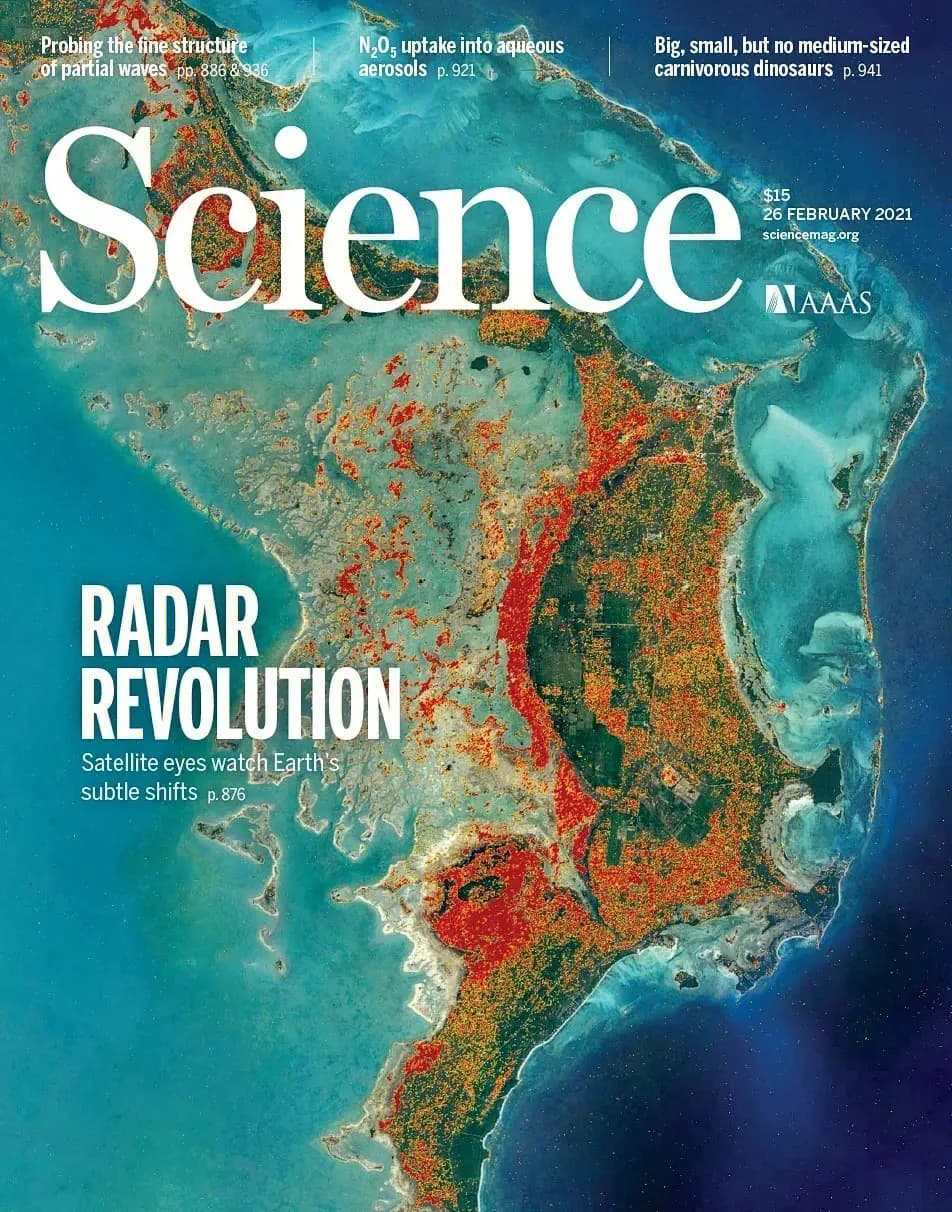 Probing the fine structure
of partial waves pp. 886 & 936
N₂O₅ uptake into aqueous
aerosols p. 921
Big, small, but no medium-sized
carnivorous dinosaurs p. 941
Science
$15
26 FEBRUARY 2021
sciencemag.org
AAAS
RADAR
REVOLUTION
Satellite eyes watch Earth's
subtle shifts p. 876